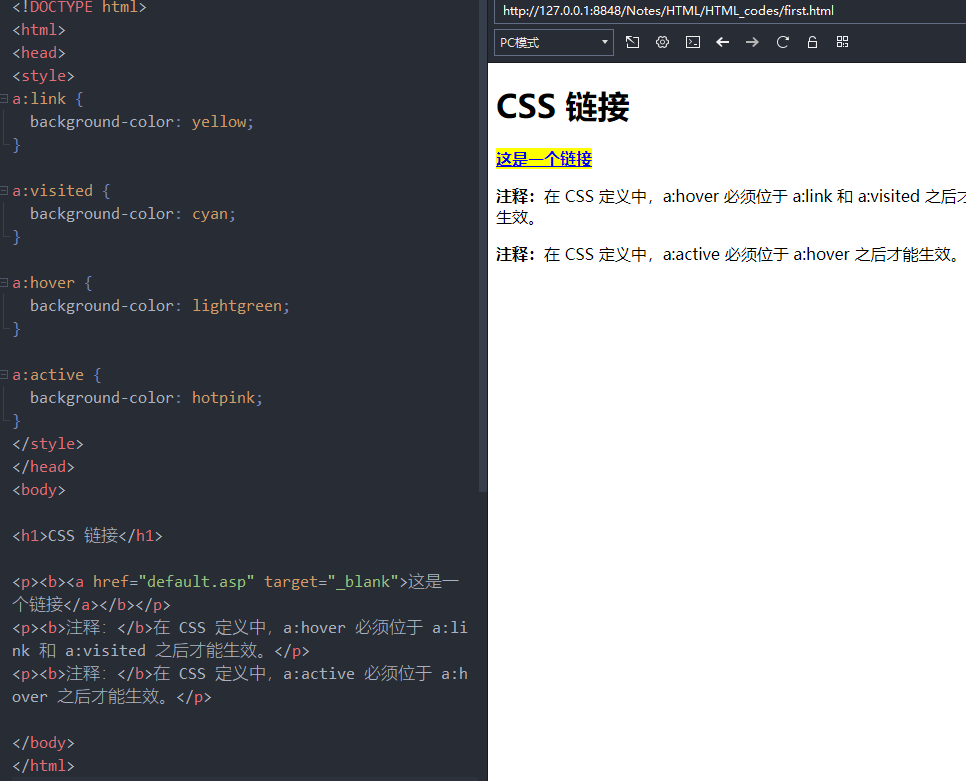 <!DOCTYPE html>
<html>
<head>
<style>
a:link {
  background-color: yellow;
}
a:visited {
  background-color: cyan;
}
a:hover {
  background-color: lightgreen;
}
a:active {
  background-color: hotpink;
}
</style>
</head>
<body>
<h1>CSS 链接</h1>
<p><b><a href="default.asp" target="_blank">这是一
个链接</a></b></p>
<p><b>注释：</b>在 CSS 定义中，a:hover 必须位于 a:li
nk 和 a:visited 之后才能生效。</p>
<p><b>注释：</b>在 CSS 定义中，a:active 必须位于 a:h
over 之后才能生效。</p>
</body>
</html>
http://127.0.0.1:8848/Notes/HTML/HTML_codes/first.html
PC模式
CSS 链接
这是一个链接
注释：在 CSS 定义中，a:hover 必须位于 a:link 和 a:visited 之后才
生效。
注释：在 CSS 定义中，a:active 必须位于 a:hover 之后才能生效。